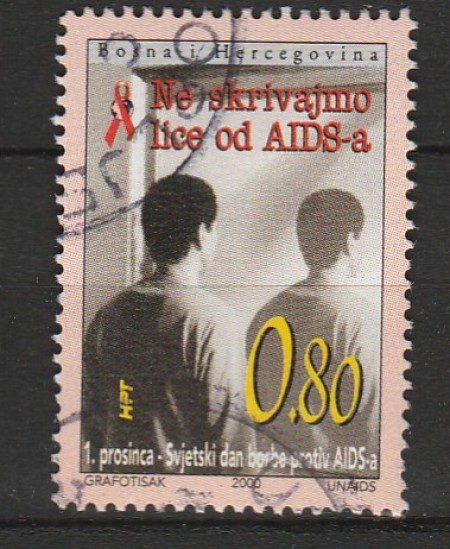 Bosna i Hercegovina
Ne skrivajmo
lice od AIDS-a
0.80
HPT
1. prosinca - Svjetski dan borbe protiv AIDS-a
GRAFOTISAK 2000 UNAIDS